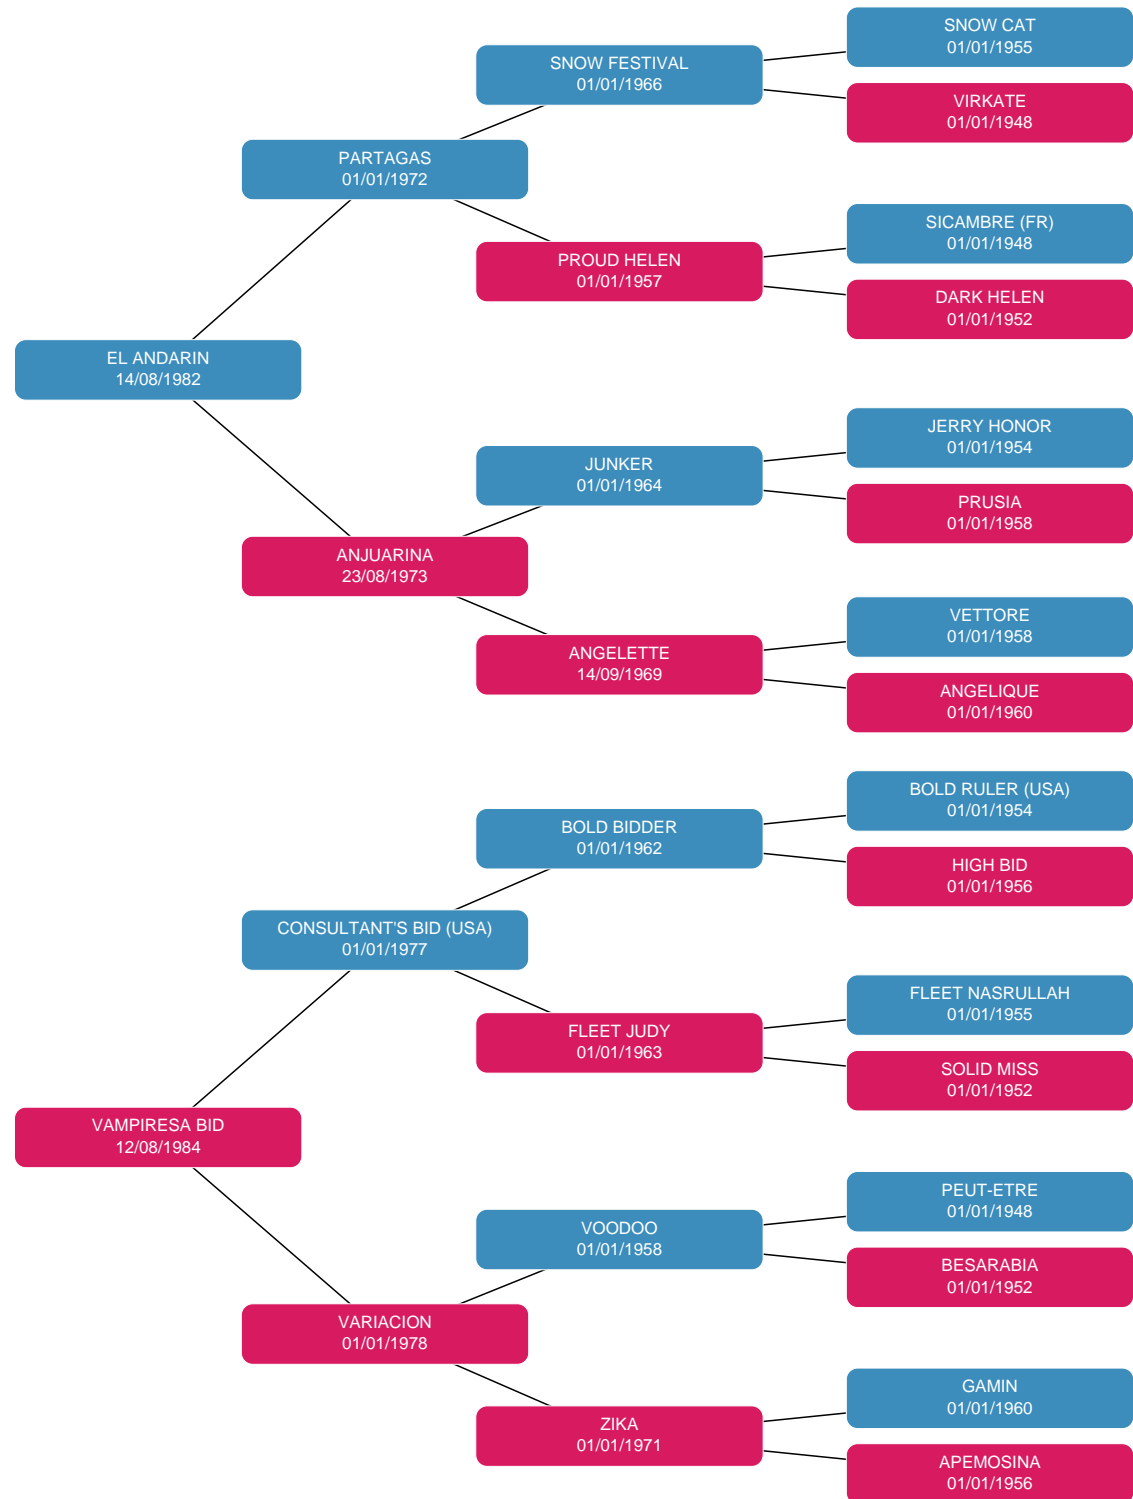 SNOW CAT
01/01/1955
SNOW FESTIVAL
01/01/1966
VIRKATE
01/01/1948
PARTAGAS
01/01/1972
SICAMBRE (FR)
01/01/1948
PROUD HELEN
01/01/1957
DARK HELEN
01/01/1952
EL ANDARIN
14/08/1982
JERRY HONOR
01/01/1954
JUNKER
01/01/1964
PRUSIA
01/01/1958
ANJUARINA
23/08/1973
VETTORE
01/01/1958
ANGELETTE
14/09/1969
ANGELIQUE
01/01/1960
BOLD RULER (USA)
01/01/1954
BOLD BIDDER
01/01/1962
HIGH BID
01/01/1956
CONSULTANT'S BID (USA)
01/01/1977
FLEET NASRULLAH
01/01/1955
FLEET JUDY
01/01/1963
SOLID MISS
01/01/1952
VAMPIRESA BID
12/08/1984
PEUT-ETRE
01/01/1948
VOODOO
01/01/1958
BESARABIA
01/01/1952
VARIACION
01/01/1978
GAMIN
01/01/1960
ZIKA
01/01/1971
APEMOSINA
01/01/1956